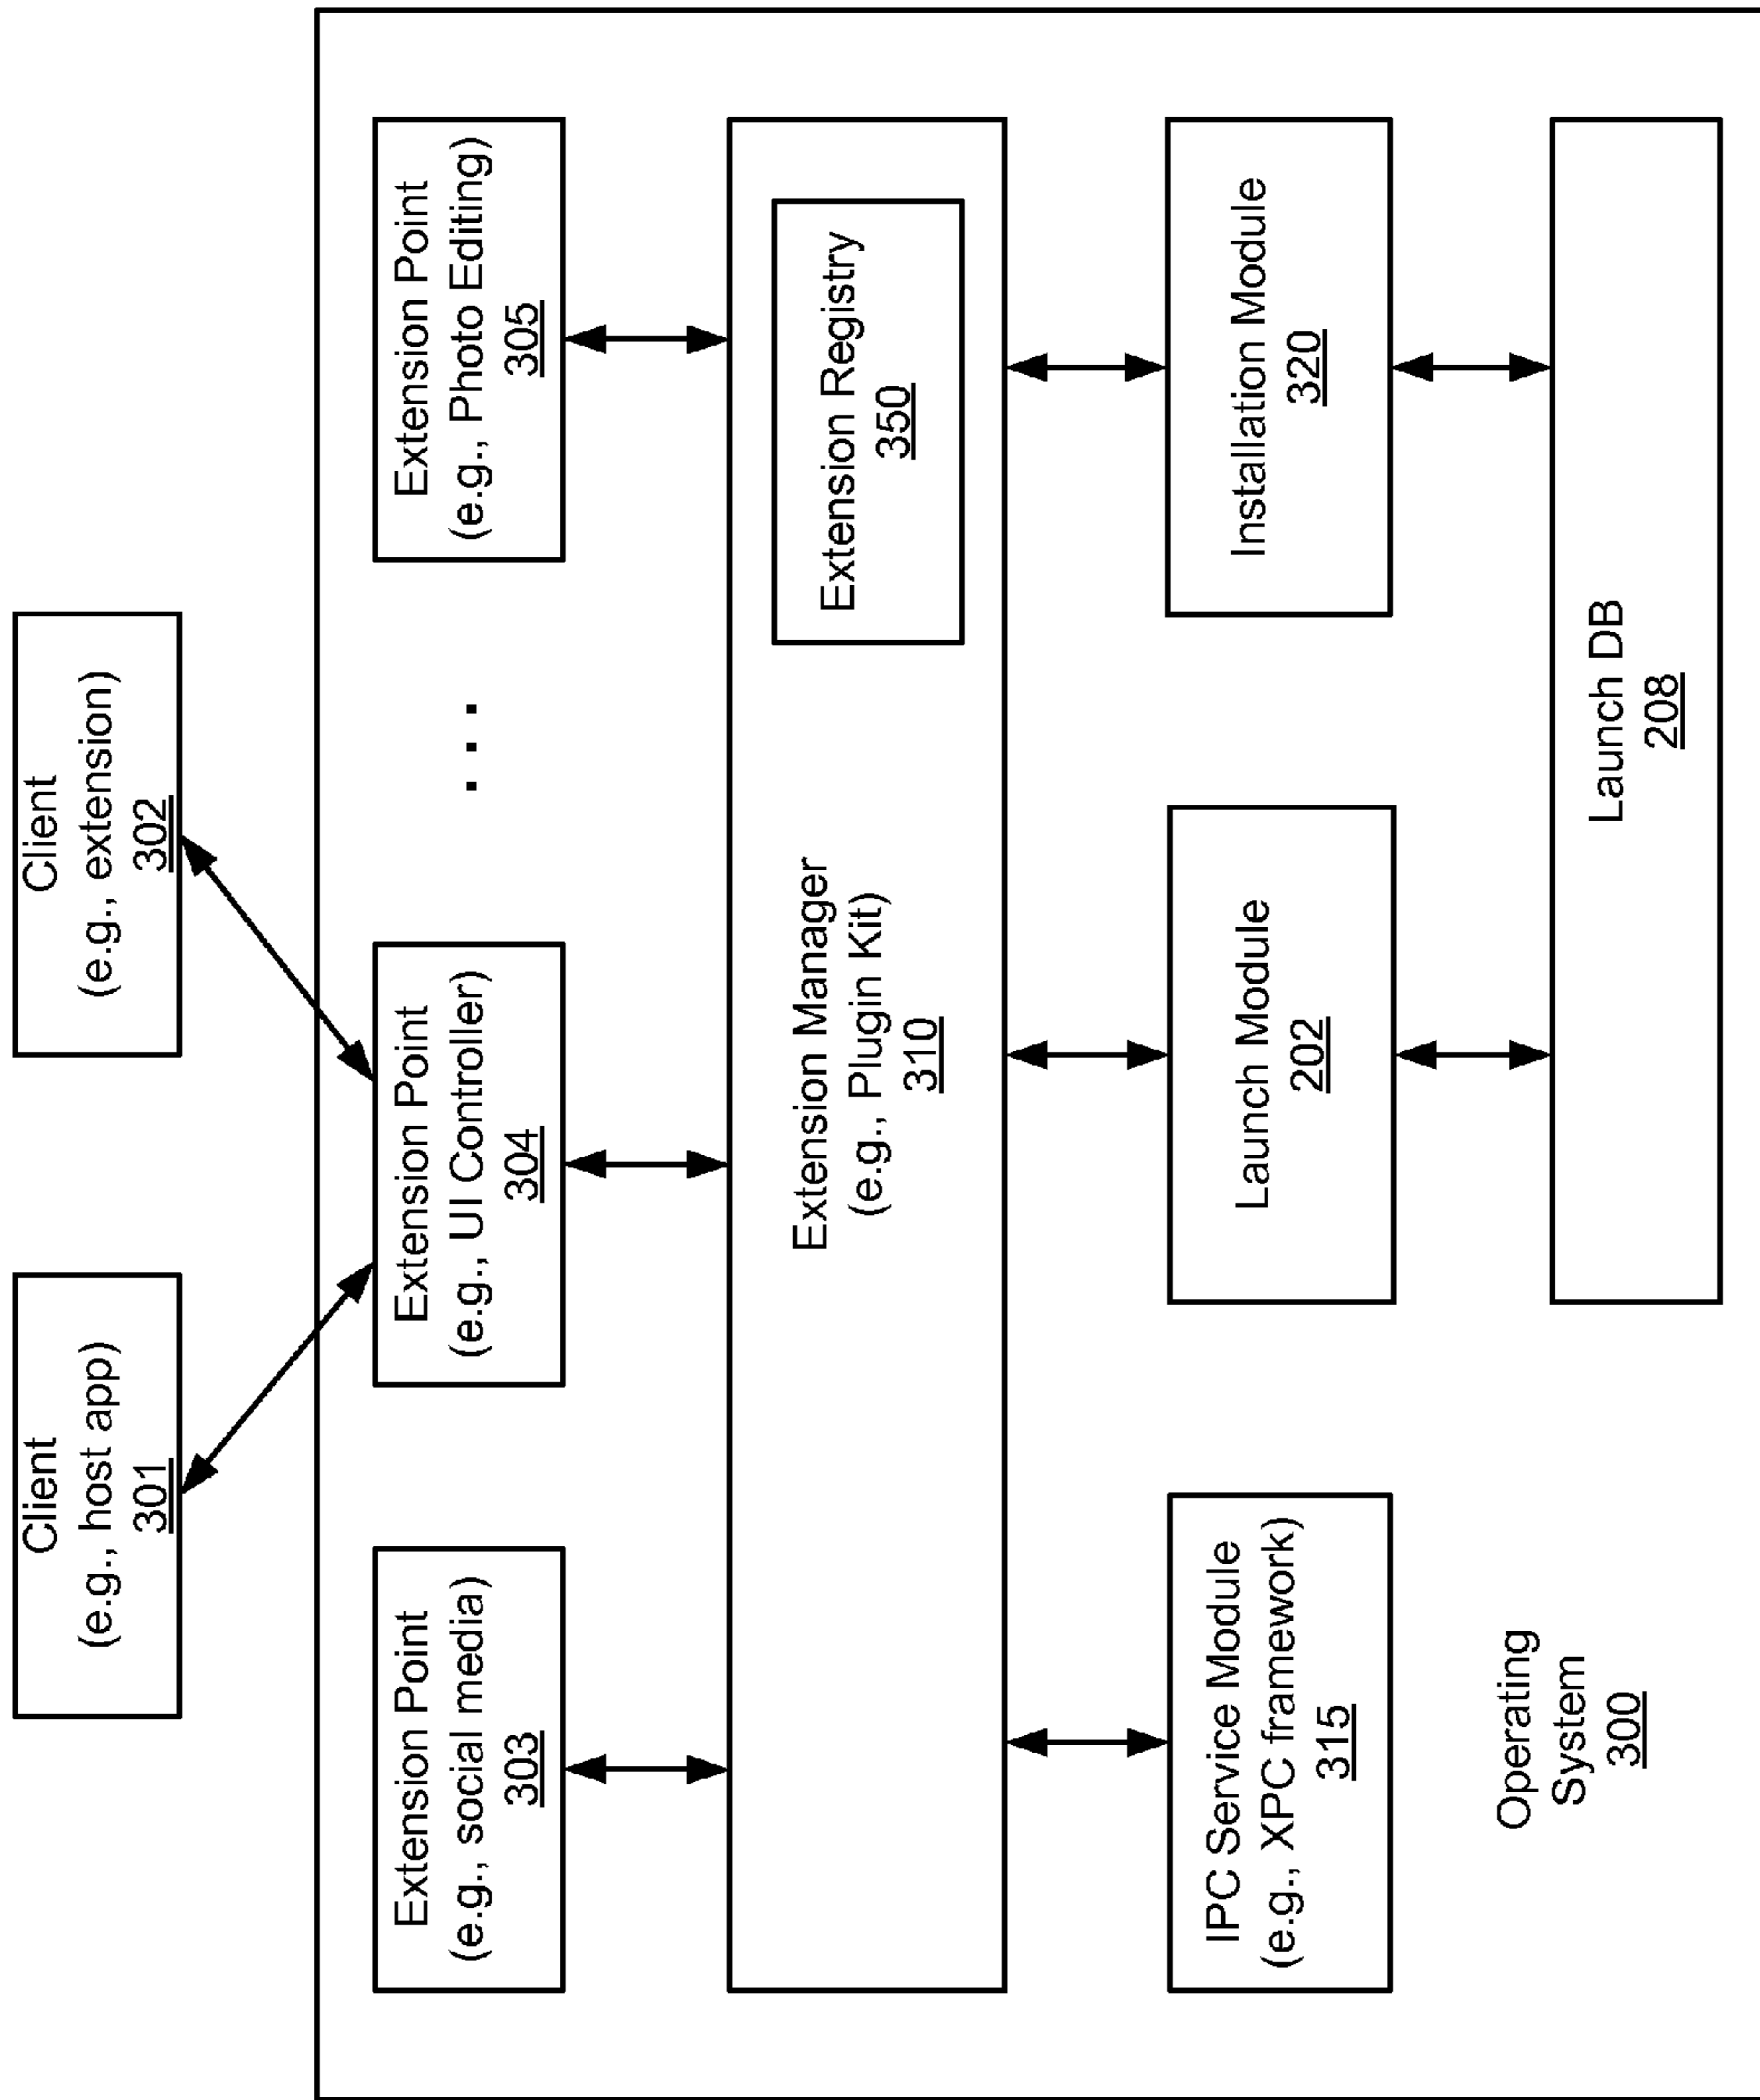 Client
(e.g., host app)
301
Client
(e.g., extension)
302
Extension Point
(e.g., social media)
303
Extension Point
(e.g., UI Controller)
304
. . .
Extension Point
(e.g., Photo Editing)
305
Extension Manager
(e.g., Plugin Kit)
310
Extension Registry
350
IPC Service Module
(e.g., XPC framework)
315
Launch Module
202
Installation Module
320
Operating
System
300
Launch DB
208